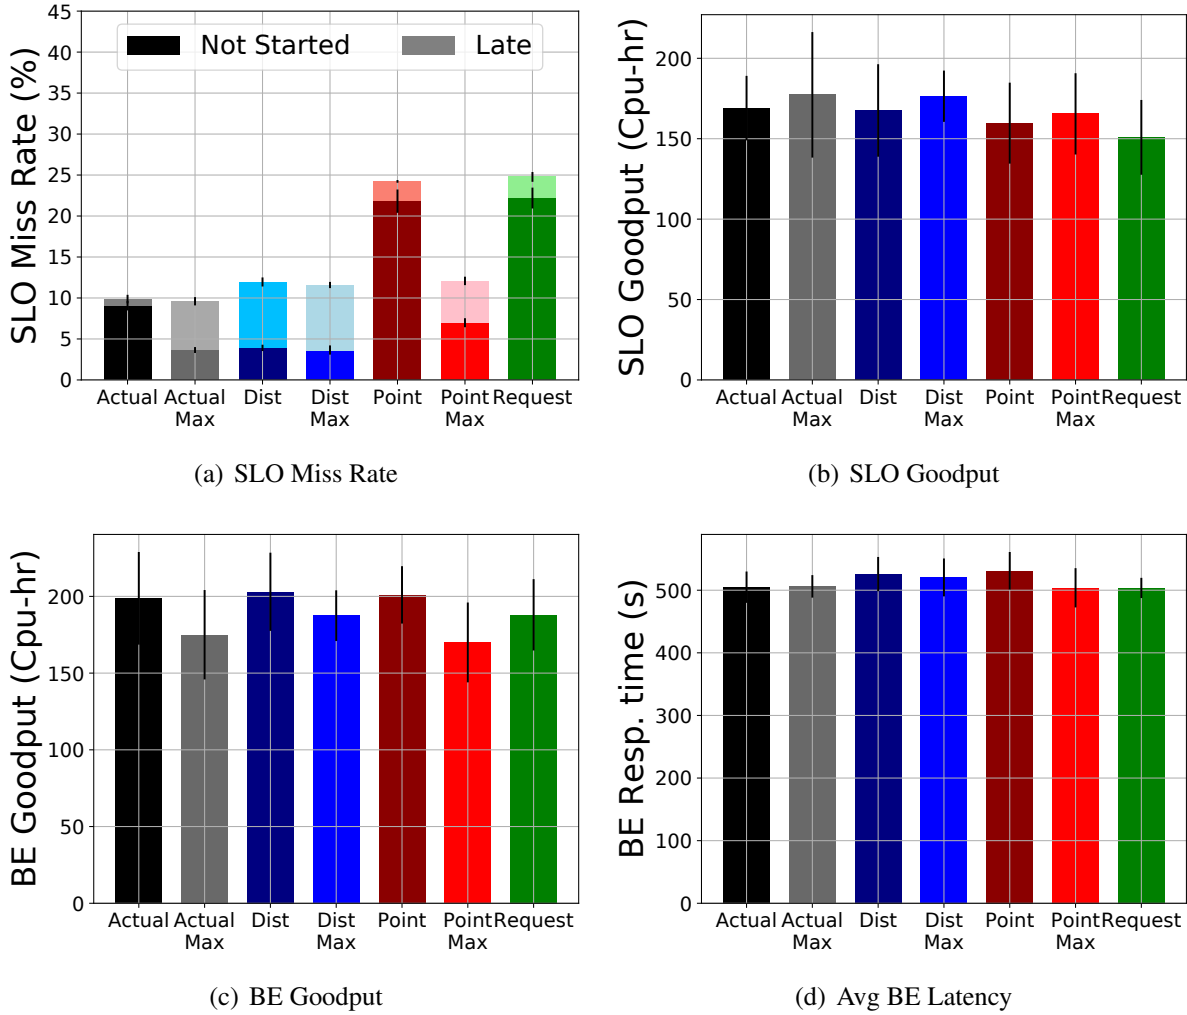 SLO Miss Rate (%)
45
40
35
30
25
20
15
10
5
0
Not Started
Late
Actual
Actual
Max
Dist
Dist
Max
Point
Point
Max
Request
(a) SLO Miss Rate
SLO Goodput (Cpu-hr)
200
150
100
50
0
Actual
Actual
Max
Dist
Dist
Max
Point
Point
Max
Request
(b) SLO Goodput
BE Goodput (Cpu-hr)
200
150
100
50
0
Actual
Actual
Max
Dist
Dist
Max
Point
Point
Max
Request
(c) BE Goodput
BE Resp. time (s)
500
400
300
200
100
0
Actual
Actual
Max
Dist
Dist
Max
Point
Point
Max
Request
(d) Avg BE Latency